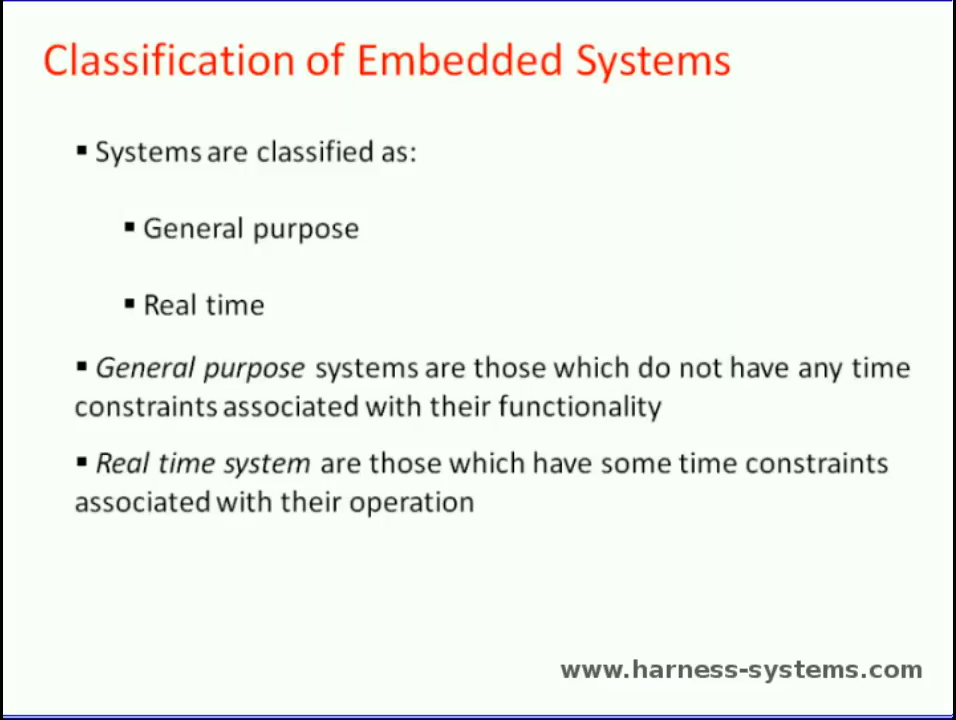 Classification of Embedded Systems
▪ Systems are classified as:
▪ General purpose
▪ Real time
▪ General purpose systems are those which do not have any time
constraints associated with their functionality
▪ Real time system are those which have some time constraints
associated with their operation
www.harness-systems.com